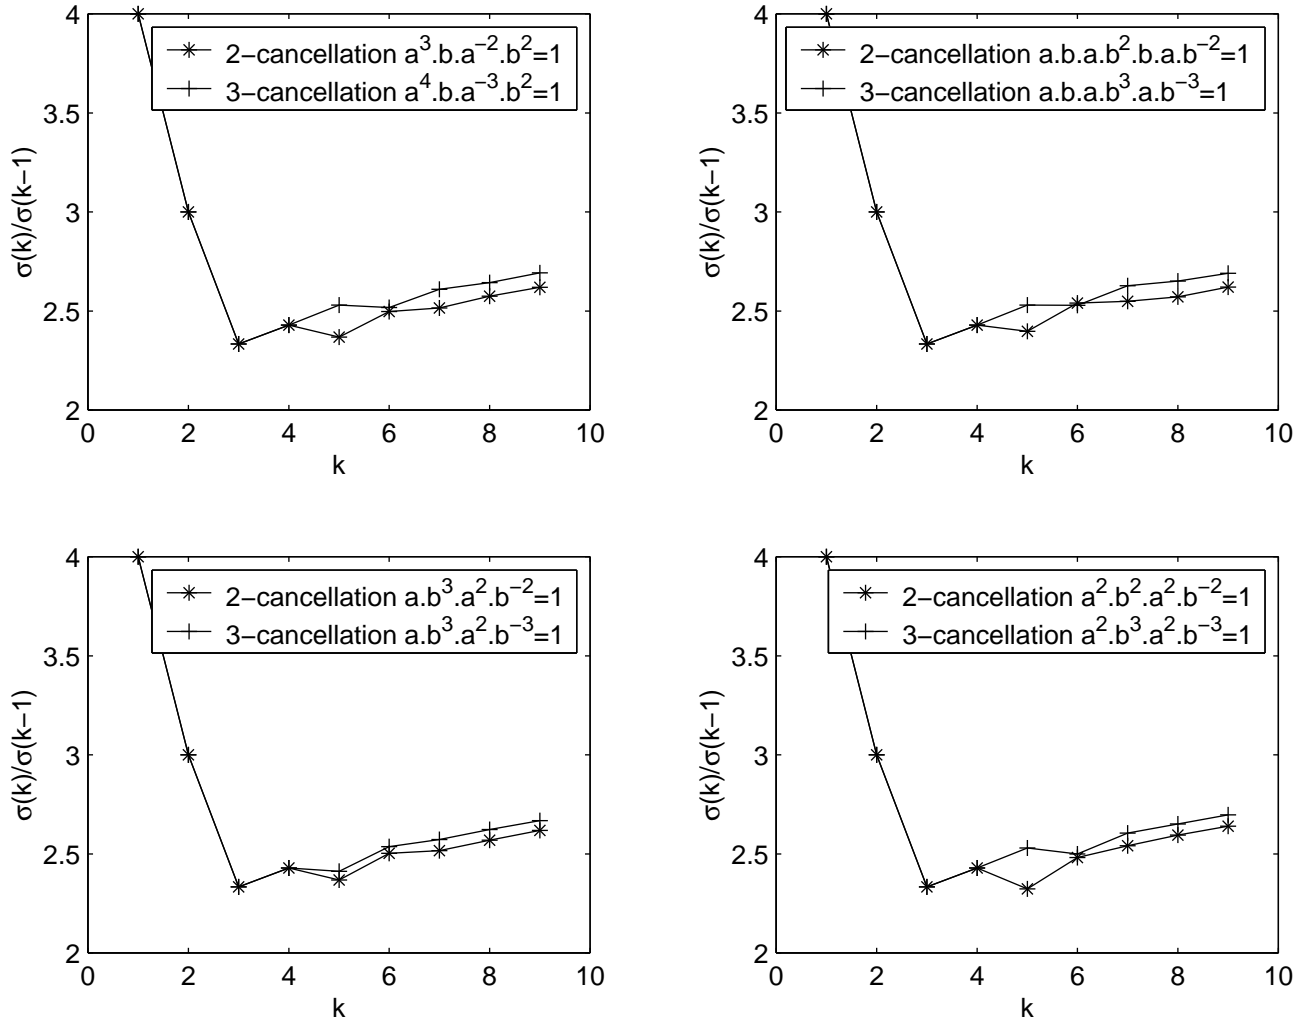 4
3.5
3
2.5
2
σ(k)/σ(k−1)
2−cancellation a³.b.a⁻².b²=1
3−cancellation a⁴.b.a⁻³.b²=1
0 2 4 6 8 10
k
4
3.5
3
2.5
2
σ(k)/σ(k−1)
2−cancellation a.b.a.b².b.a.b⁻²=1
3−cancellation a.b.a.b³.a.b⁻³=1
0 2 4 6 8 10
k
4
3.5
3
2.5
2
σ(k)/σ(k−1)
2−cancellation a.b³.a².b⁻²=1
3−cancellation a.b³.a².b⁻³=1
0 2 4 6 8 10
k
4
3.5
3
2.5
2
σ(k)/σ(k−1)
2−cancellation a².b².a².b⁻²=1
3−cancellation a².b³.a².b⁻³=1
0 2 4 6 8 10
k